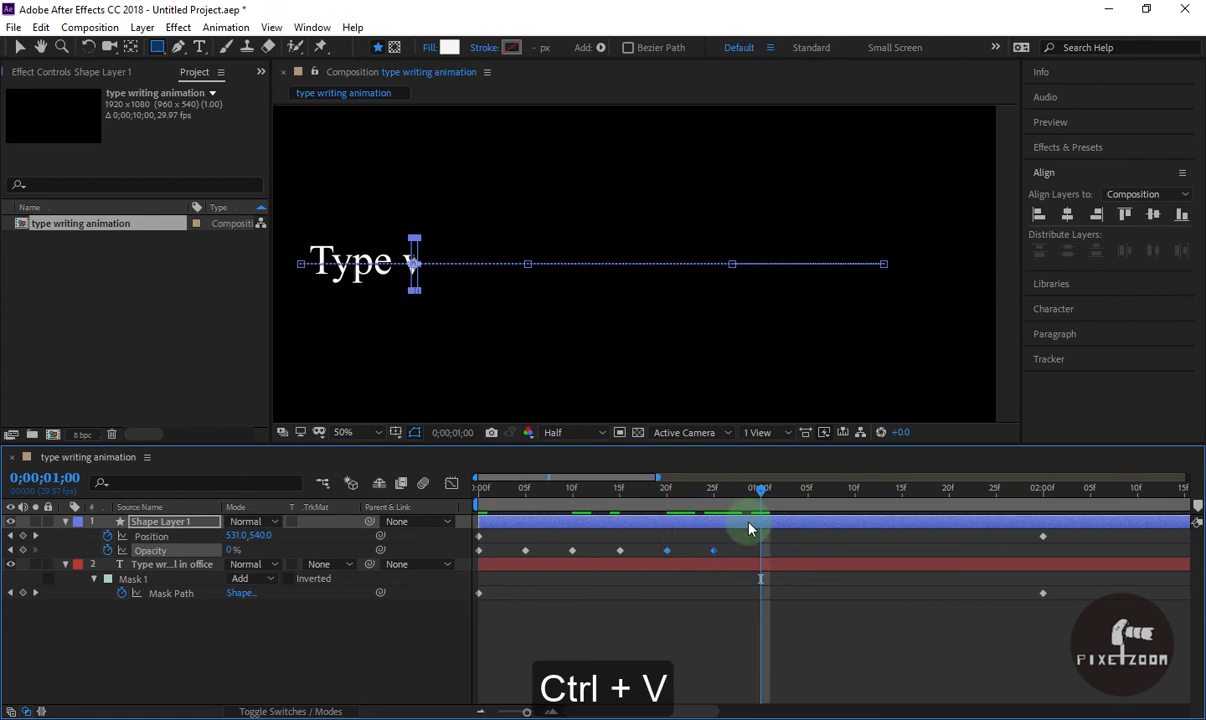 Adobe After Effects CC 2018 - Untitled Project.aep *
File Edit Composition Layer Effect Animation View Window Help
Fill: Stroke: - px Add: Bezier Path Default Standard Small Screen Search Help
Effect Controls Shape Layer 1 Project
Composition type writing animation
type writing animation
type writing animation
1920 x1080 (960 x 540) (1.00)
Δ 0;00;10;00, 29.97 fps
Name Type
type writing animation Compositi
Type
8 bpc
50% 0;00;01;00 Half Active Camera 1 View +0.0
Info
Audio
Preview
Effects & Presets
Align
Align Layers to: Composition
Distribute Layers:
Libraries
Character
Paragraph
Tracker
type writing animation
0;00;01;00
00030 (29.97 fps)
:00f 05f 10f 15f 20f 25f 01:00f 05f 10f 15f 20f 25f 02:00f 05f 10f 15f
# Source Name Mode T .TrkMat Parent & Link
1 Shape Layer 1 Normal None
Position 531.0,540.0
Opacity 0 %
2 T Type wr...l in office Normal None None
Mask 1 Add Inverted
Mask Path Shape...
Toggle Switches / Modes
Ctrl + V
PIXEZOOM